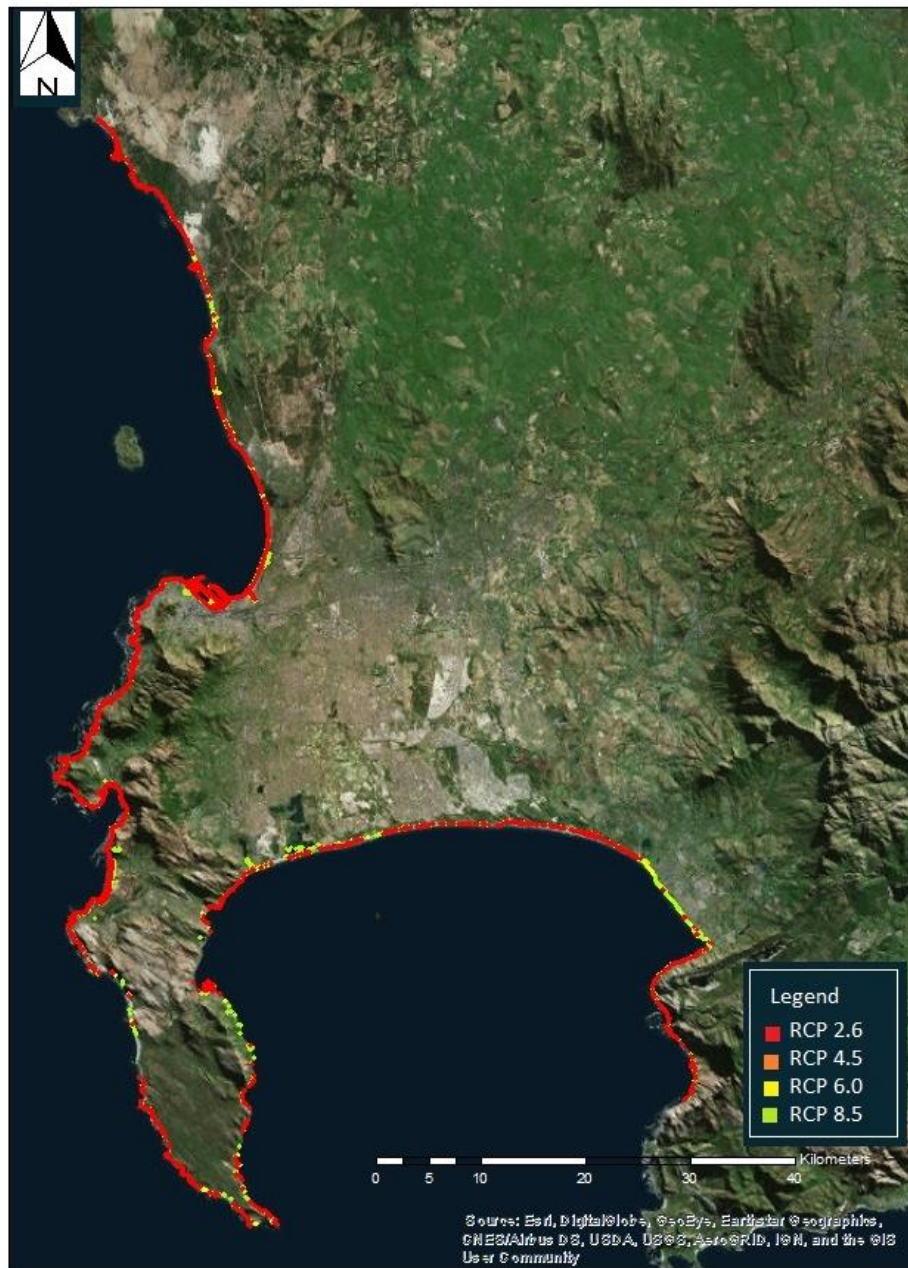 N
Legend
RCP 2.6
RCP 4.5
RCP 6.0
RCP 8.5
Kilometers
0 5 10 20 30 40
Source: Esri, DigitalGlobe, GeoEye, Earthstar Geographics,
CNES/Airbus DS, USDA, USGS, AeroGRID, IGN, and the GIS
User Community